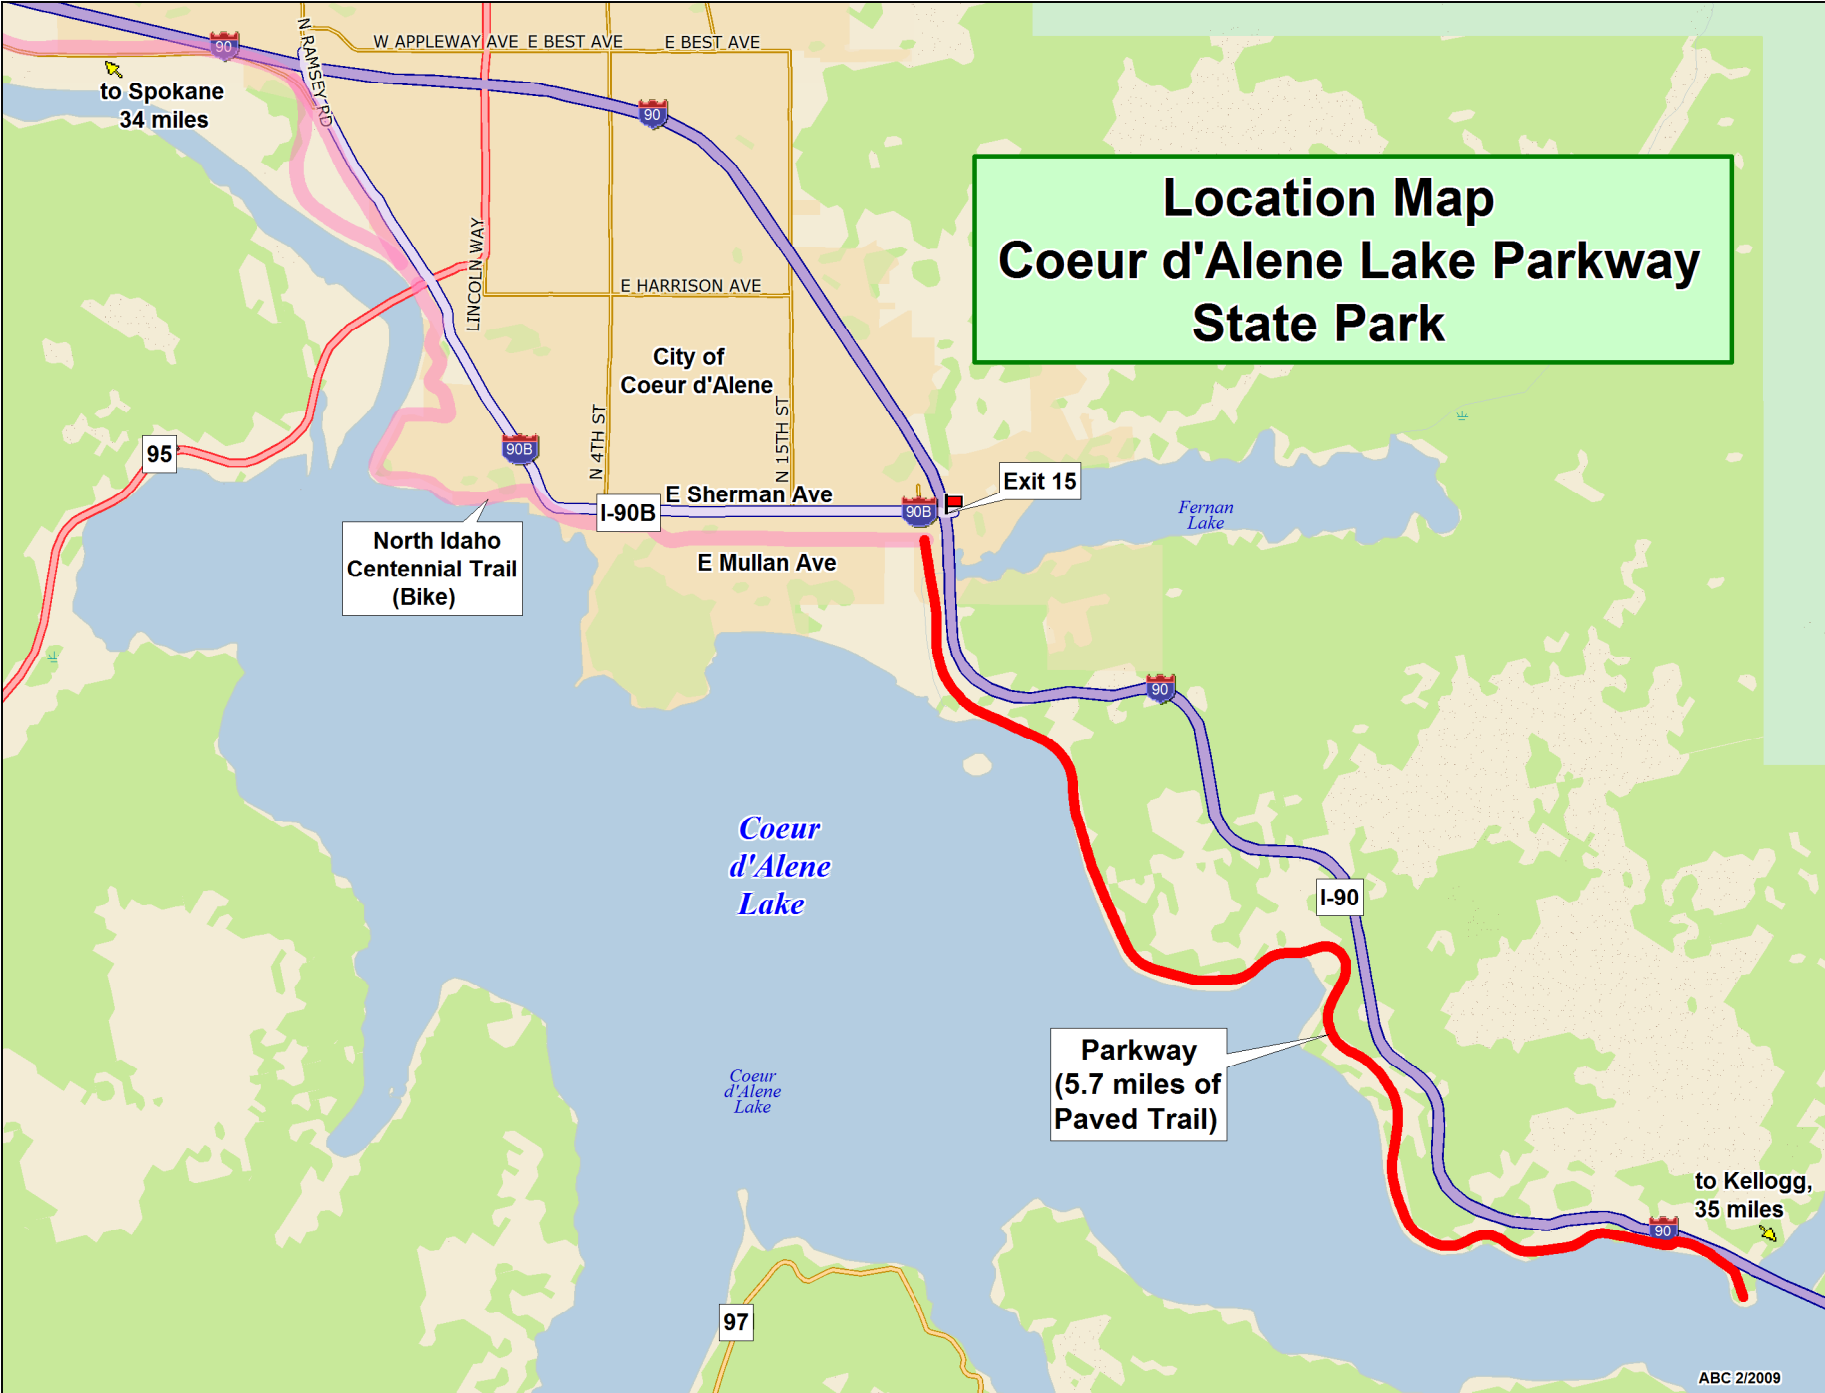 90
N RAMSEY RD
W APPLEWAY AVE
E BEST AVE
E BEST AVE
to Spokane
34 miles
90
Location Map
Coeur d'Alene Lake Parkway
State Park
LINCOLN WAY
E HARRISON AVE
City of
Coeur d'Alene
N 4TH ST
N 15TH ST
95
90B
E Sherman Ave
I-90B
90B
Exit 15
Fernan
Lake
North Idaho
Centennial Trail
(Bike)
E Mullan Ave
90
Coeur
d'Alene
Lake
I-90
Coeur
d'Alene
Lake
Parkway
(5.7 miles of
Paved Trail)
to Kellogg,
35 miles
90
97
ABC 2/2009